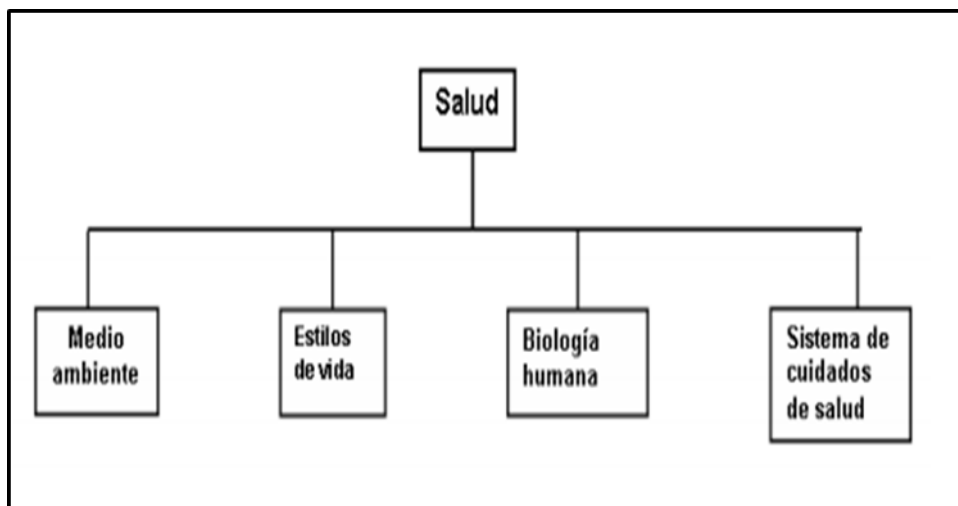 Salud
Medio
ambiente
Estilos
de vida
Biología
humana
Sistema de
cuidados
de salud